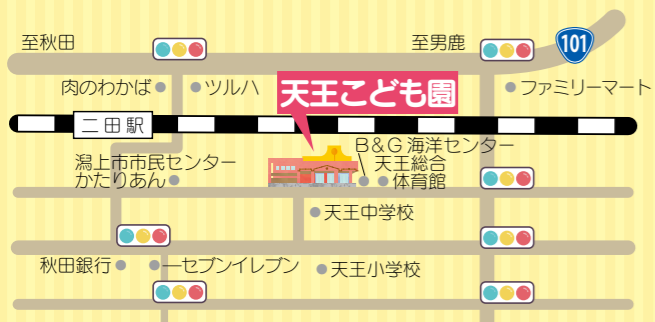 至秋田
至男鹿
101
肉のわかば
ツルハ
天王こども園
ファミリーマート
二田駅
B&G海洋センター
潟上市市民センター
かたりあん
天王総合
体育館
天王中学校
秋田銀行
セブンイレブン
天王小学校